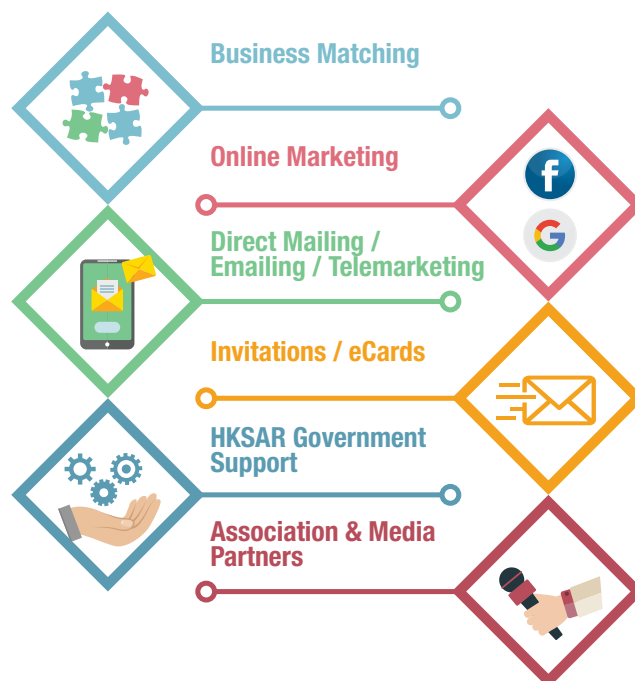 Business Matching
Online Marketing
f
G
Direct Mailing /
Emailing / Telemarketing
Invitations / eCards
HKSAR Government
Support
Association & Media
Partners